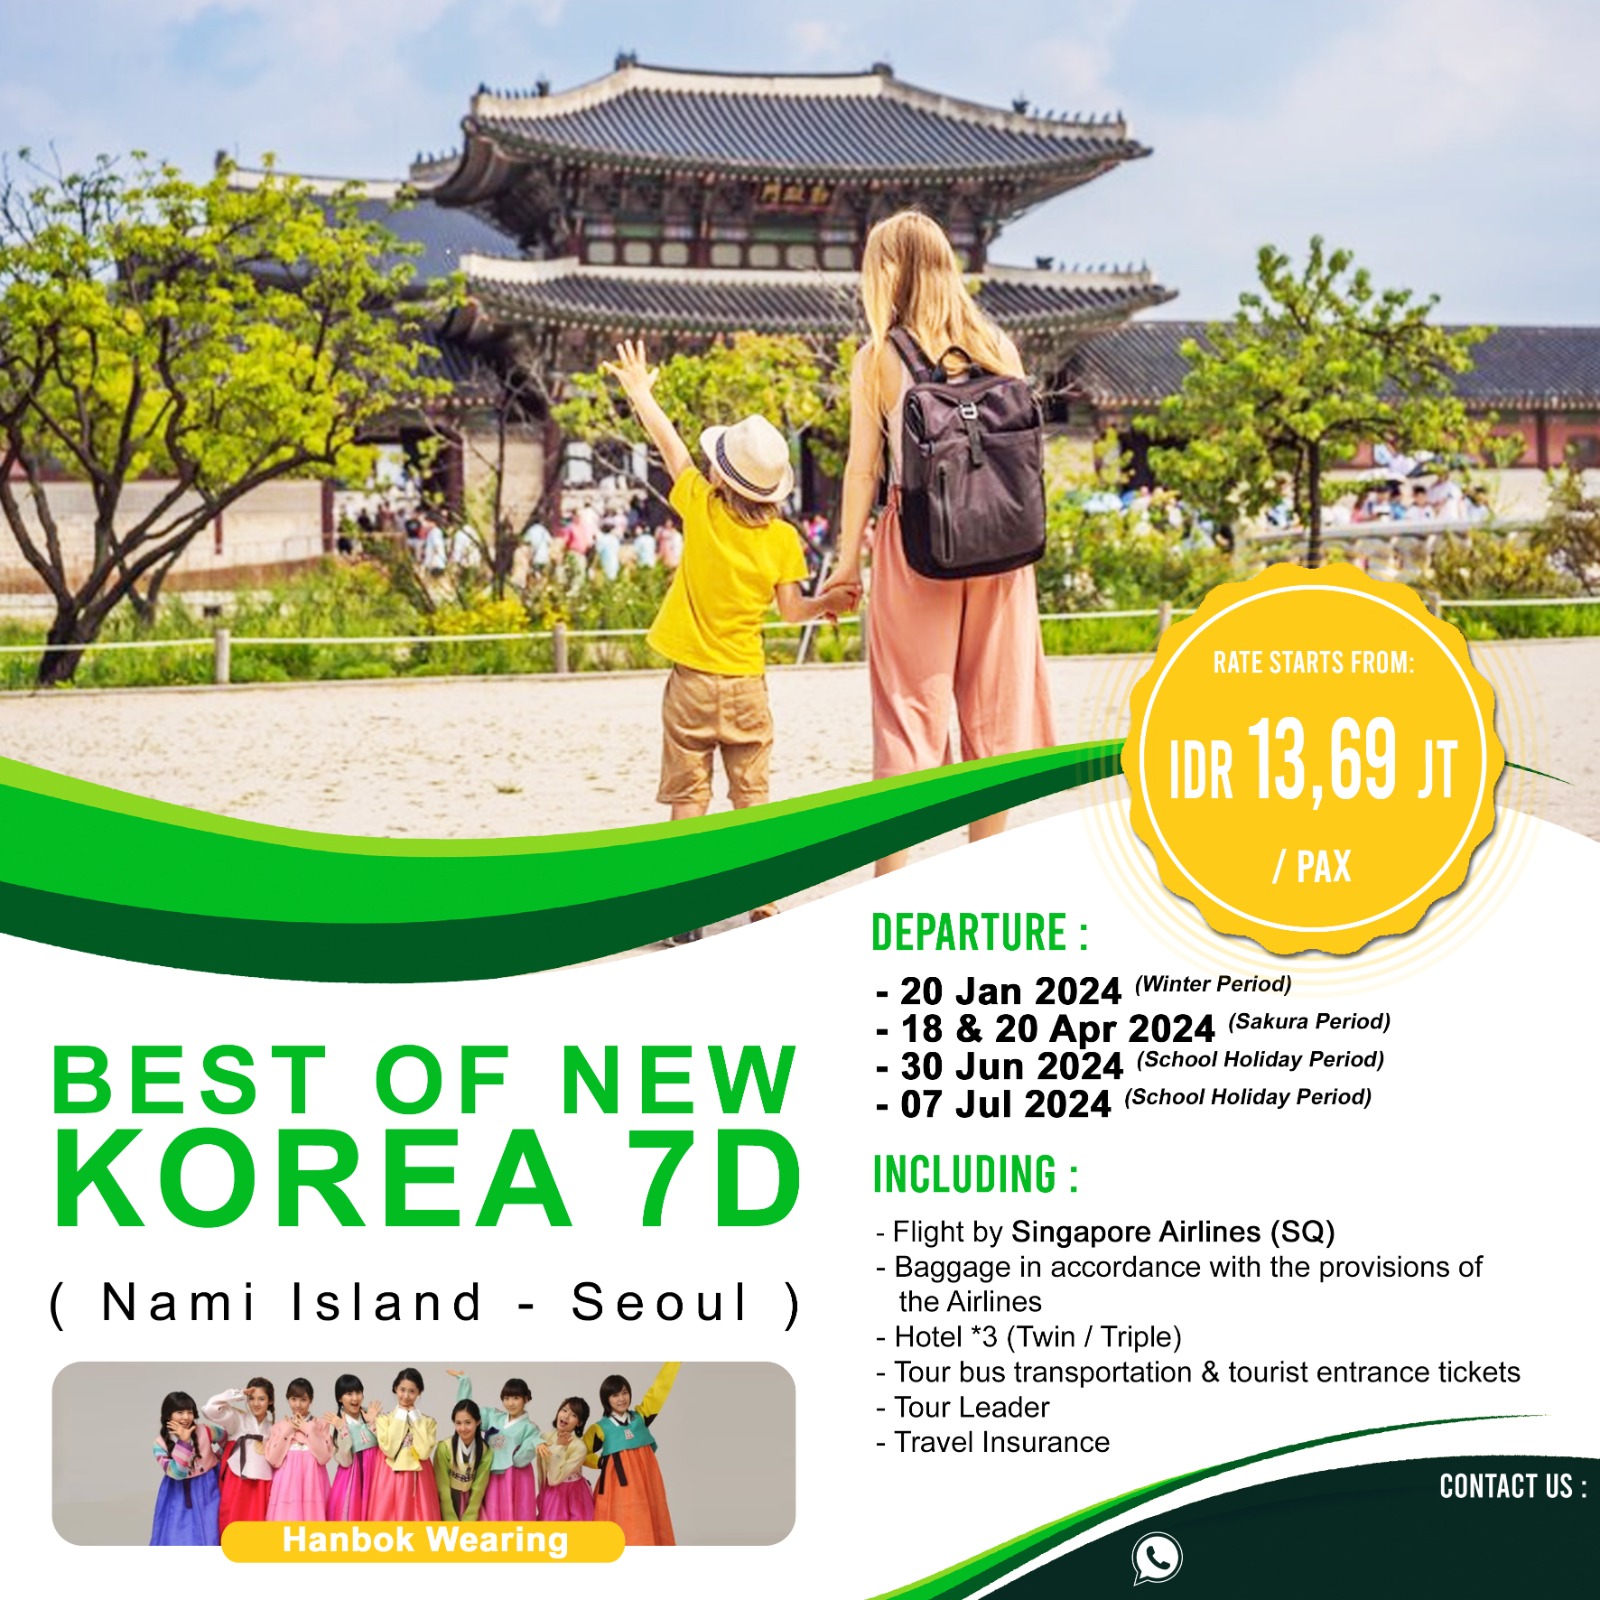 RATE STARTS FROM:
IDR 13,69 JT
/ PAX
DEPARTURE :
- 20 Jan 2024 (Winter Period)
- 18 & 20 Apr 2024 (Sakura Period)
- 30 Jun 2024 (School Holiday Period)
- 07 Jul 2024 (School Holiday Period)
BEST OF NEW
KOREA 7D
( Nami Island - Seoul )
Hanbok Wearing
INCLUDING :
- Flight by Singapore Airlines (SQ)
- Baggage in accordance with the provisions of
the Airlines
- Hotel *3 (Twin / Triple)
- Tour bus transportation & tourist entrance tickets
- Tour Leader
- Travel Insurance
CONTACT US :